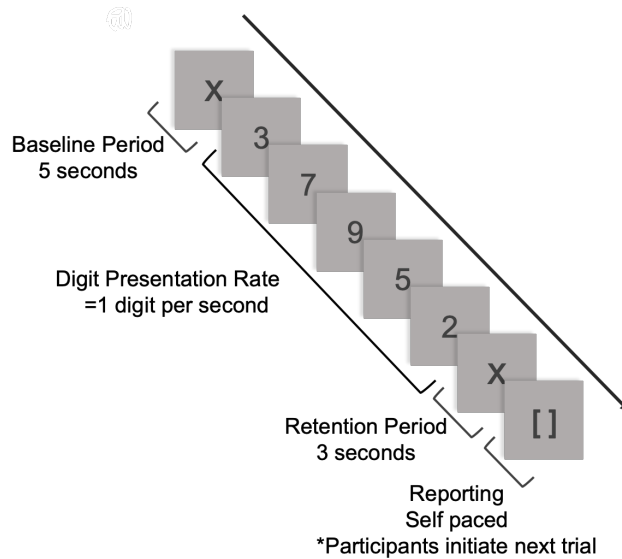 @
X
3
7
9
5
2
X
[ ]
Baseline Period
5 seconds
Digit Presentation Rate
=1 digit per second
Retention Period
3 seconds
Reporting
Self paced
*Participants initiate next trial